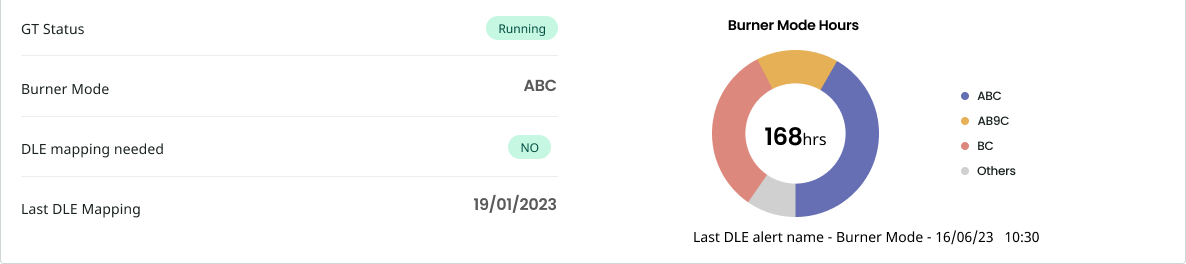 GT Status
Running
Burner Mode
ABC
DLE mapping needed
NO
Last DLE Mapping
19/01/2023
Burner Mode Hours
168hrs
ABC
AB9C
BC
Others
Last DLE alert name - Burner Mode - 16/06/23 10:30